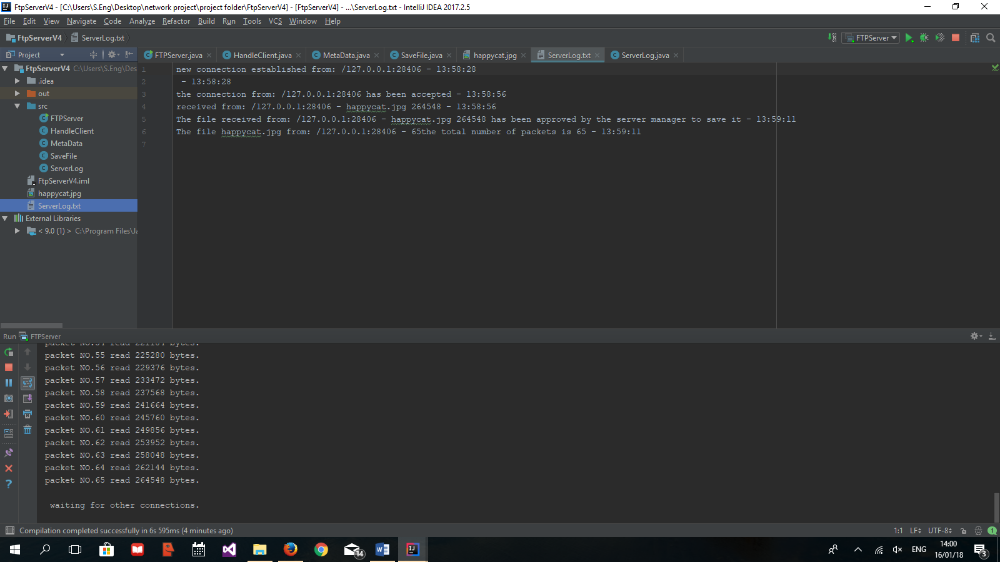 FtpServerV4 - [C:\Users\S.Eng\Desktop\network project\project folder\FtpServerV4] - [FtpServerV4] - ...\ServerLog.txt - IntelliJ IDEA 2017.2.5
File Edit View Navigate Code Analyze Refactor Build Run Tools VCS Window Help
FtpServerV4 ServerLog.txt FTPServer
Project FTPServer.java HandleClient.java MetaData.java SaveFile.java happycat.jpg ServerLog.txt ServerLog.java
FtpServerV4 C:\Users\S.Eng\Des
.idea
out
src
FTPServer
HandleClient
MetaData
SaveFile
ServerLog
FtpServerV4.iml
happycat.jpg
ServerLog.txt
External Libraries
< 9.0 (1) > C:\Program Files\Ja
1 new connection established from: /127.0.0.1:28406 - 13:58:28
2 - 13:58:28
3 the connection from: /127.0.0.1:28406 has been accepted - 13:58:56
4 received from: /127.0.0.1:28406 - happycat.jpg 264548 - 13:58:56
5 The file received from: /127.0.0.1:28406 - happycat.jpg 264548 has been approved by the server manager to save it - 13:59:11
6 The file happycat.jpg from: /127.0.0.1:28406 - 65the total number of packets is 65 - 13:59:11
7
Run FTPServer
packet NO.54 read 221184 bytes.
packet NO.55 read 225280 bytes.
packet NO.56 read 229376 bytes.
packet NO.57 read 233472 bytes.
packet NO.58 read 237568 bytes.
packet NO.59 read 241664 bytes.
packet NO.60 read 245760 bytes.
packet NO.61 read 249856 bytes.
packet NO.62 read 253952 bytes.
packet NO.63 read 258048 bytes.
packet NO.64 read 262144 bytes.
packet NO.65 read 264548 bytes.
waiting for other connections.
Compilation completed successfully in 6s 595ms (4 minutes ago) 1:1 LF UTF-8 1
14 ENG 14:00
16/01/18 3